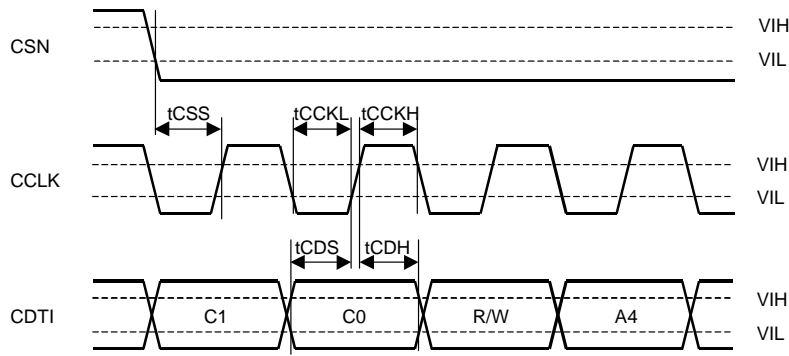 CSN
VIH
VIL
tCSS
tCCKL
tCCKH
CCLK
VIH
VIL
tCDS
tCDH
CDTI
C1
C0
R/W
A4
VIH
VIL